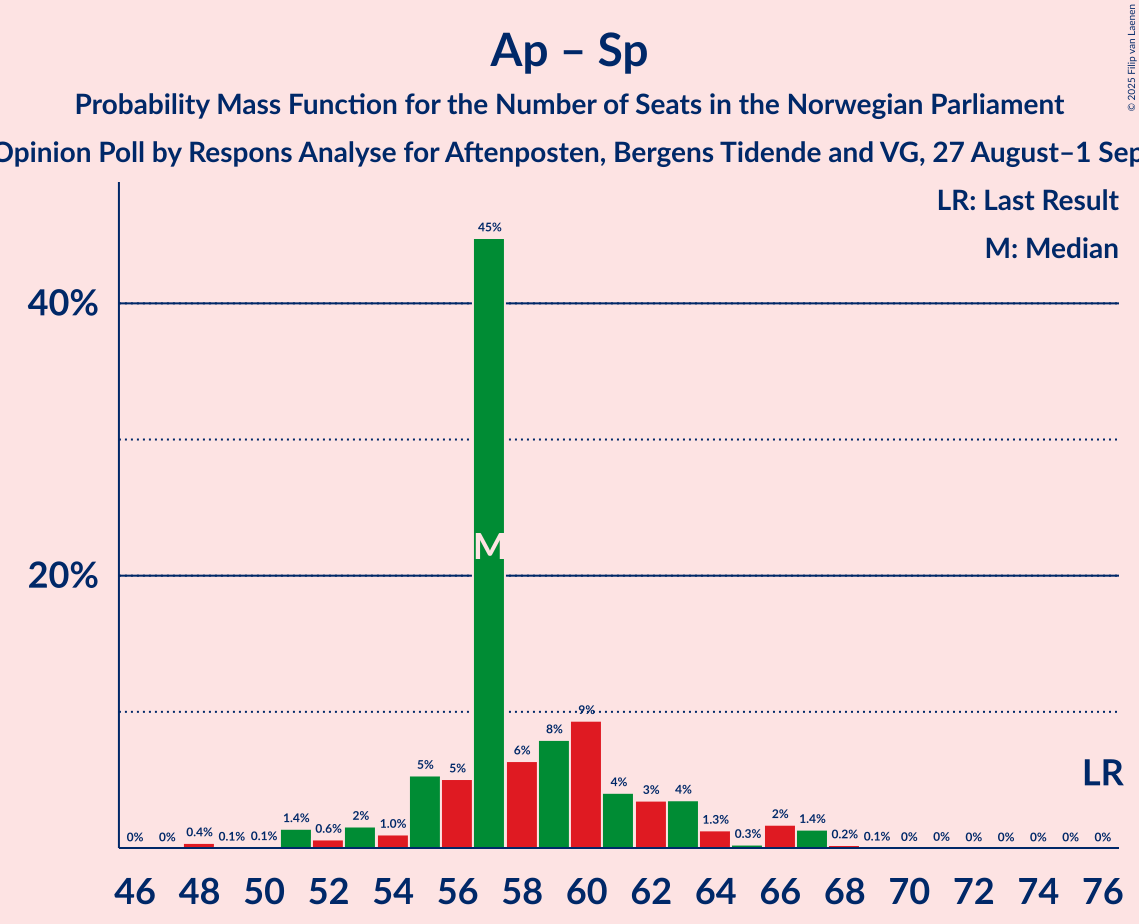 Ap – Sp
Probability Mass Function for the Number of Seats in the Norwegian Parliament
Opinion Poll by Respons Analyse for Aftenposten, Bergens Tidende and VG, 27 August–1 Sep
© 2025 Filip van Laenen
LR: Last Result
M: Median
45%
40%
M
20%
9%
8%
6%
5% 5%
4% 3% 4%
LR
0% 0% 0.4% 0.1% 0.1% 1.4% 0.6% 2% 1.0% 1.3% 0.3% 2% 1.4% 0.2% 0.1% 0% 0% 0% 0% 0% 0% 0%
46 48 50 52 54 56 58 60 62 64 66 68 70 72 74 76